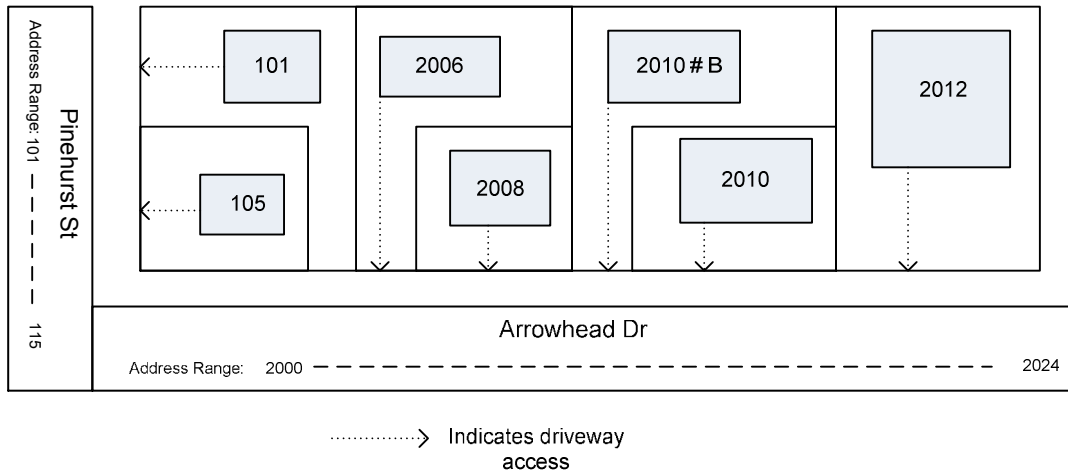 Address Range: 101
115
Pinehurst St
101
2006
2010 # B
2012
105
2008
2010
Arrowhead Dr
Address Range: 2000
2024
Indicates driveway
access